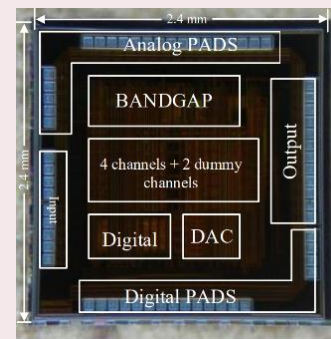 2.4 mm
Analog PADS
2.4 mm
BANDGAP
Output
4 channels + 2 dummy
channels
Input
Digital
DAC
Digital PADS